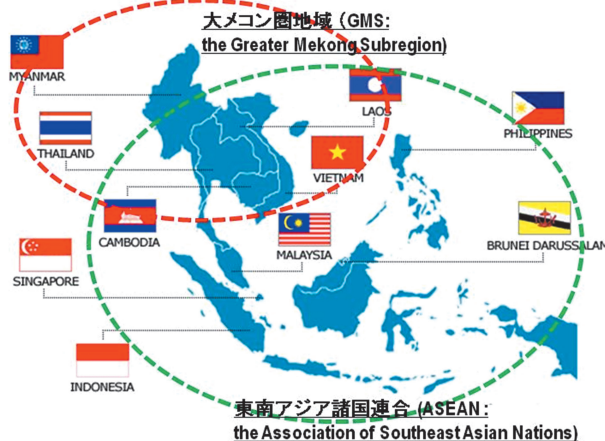 大メコン圏地域（GMS:
the Greater Mekong Subregion)
MYANMAR
LAOS
PHILIPPINES
THAILAND
VIETNAM
CAMBODIA
MALAYSIA
BRUNEI DARUSSALAM
SINGAPORE
INDONESIA
東南アジア諸国連合 (ASEAN :
the Association of Southeast Asian Nations)